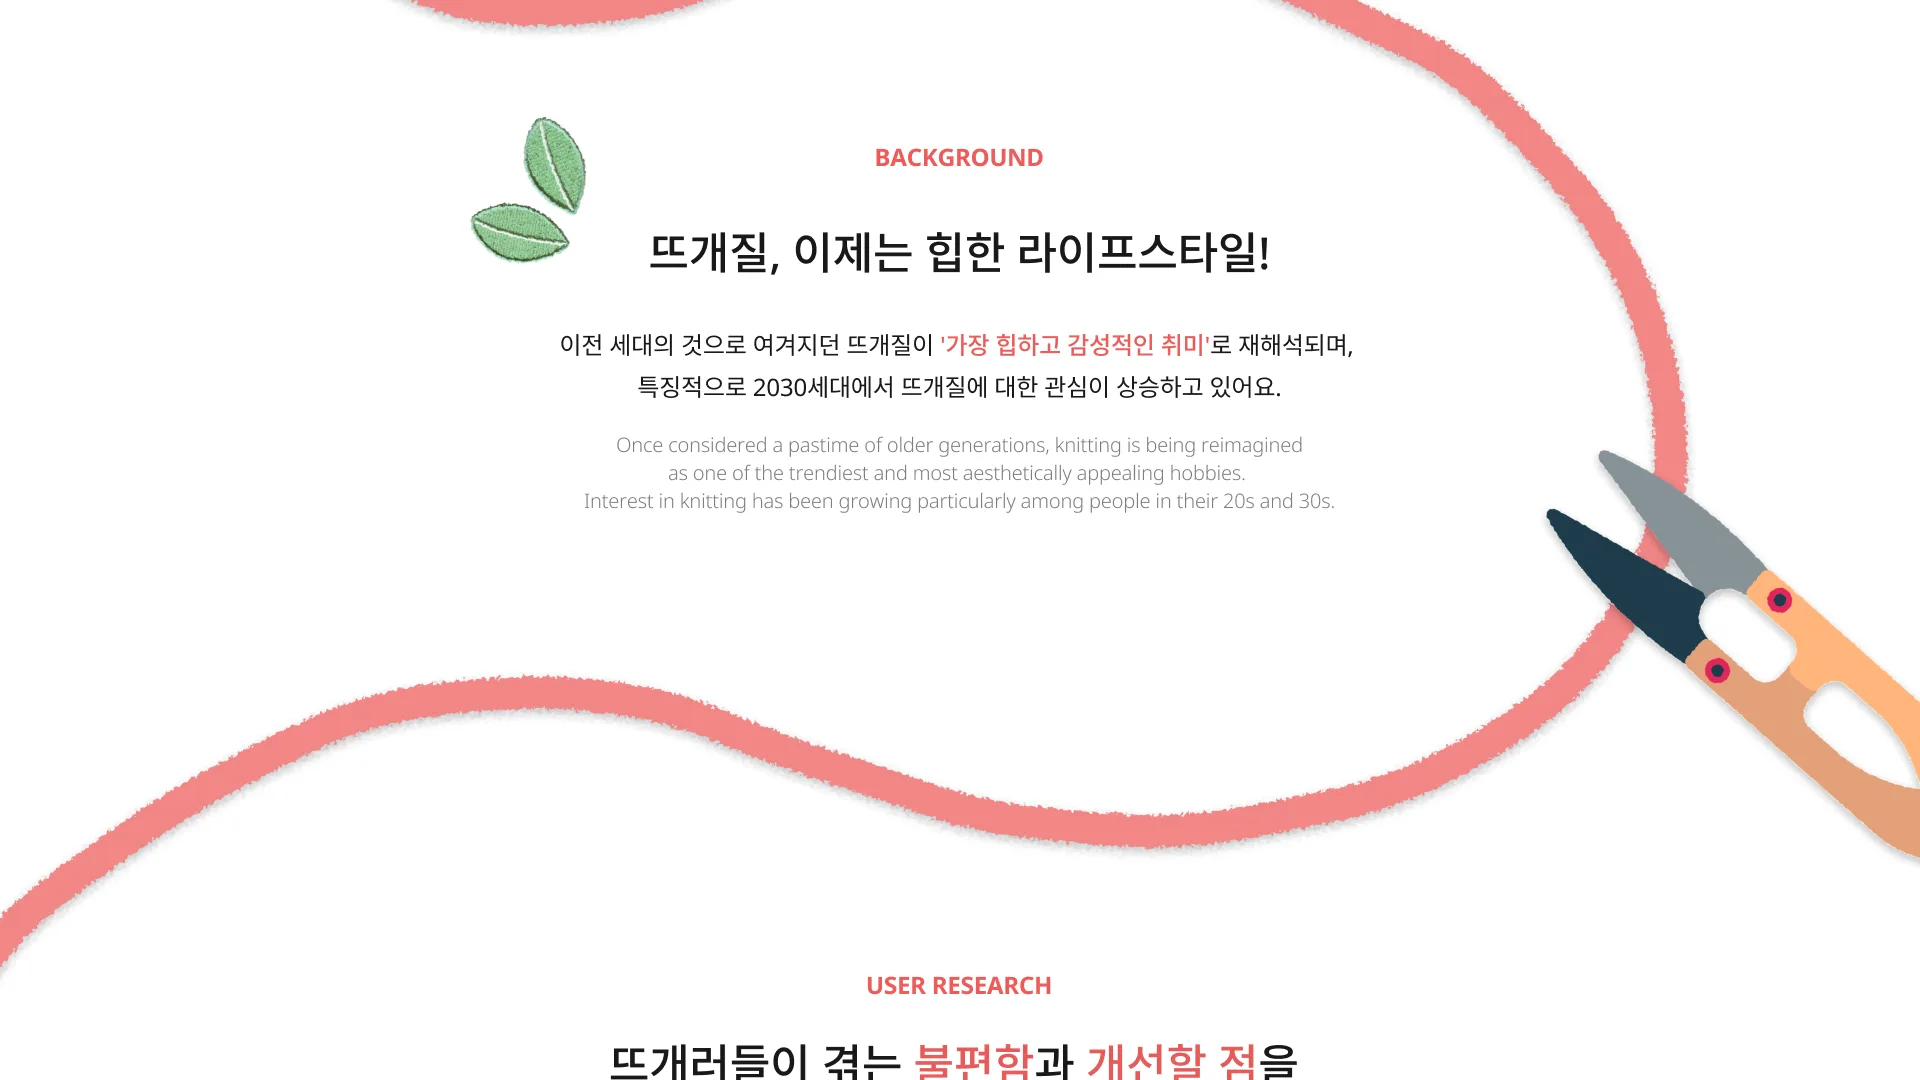 BACKGROUND
뜨개질, 이제는 힙한 라이프스타일!
이전 세대의 것으로 여겨지던 뜨개질이 '가장 힙하고 감성적인 취미'로 재해석되며,
특징적으로 2030세대에서 뜨개질에 대한 관심이 상승하고 있어요.
Once considered a pastime of older generations, knitting is being reimagined
as one of the trendiest and most aesthetically appealing hobbies.
Interest in knitting has been growing particularly among people in their 20s and 30s.
USER RESEARCH
뜨개러들이 겪는 불편함과 개선할 점을